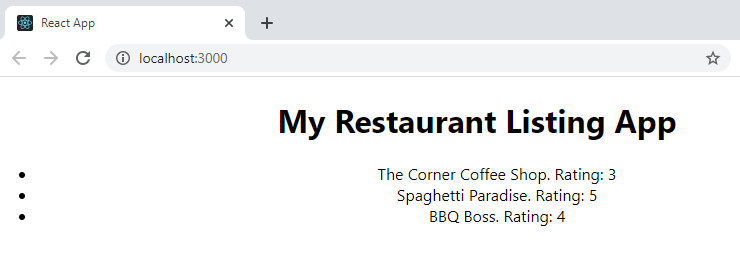 React App
localhost:3000
My Restaurant Listing App
The Corner Coffee Shop. Rating: 3
Spaghetti Paradise. Rating: 5
BBQ Boss. Rating: 4